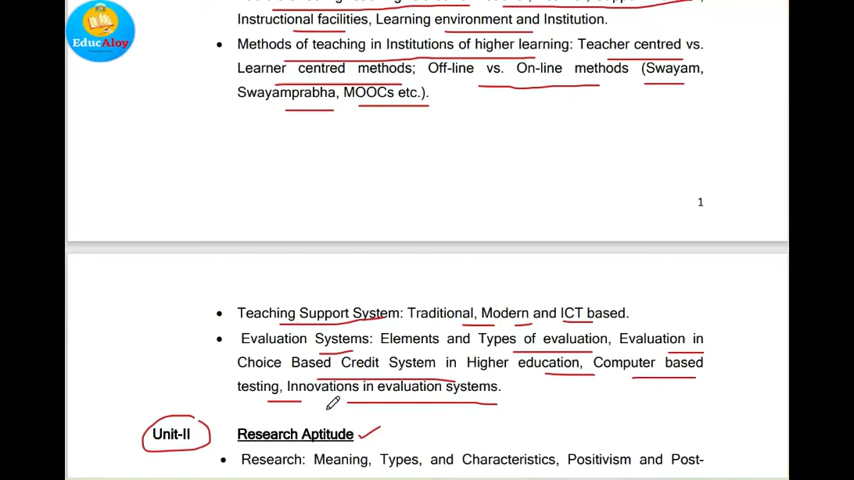 EducAloy
Instructional facilities, Learning environment and Institution.
• Methods of teaching in Institutions of higher learning: Teacher centred vs.
Learner centred methods; Off-line vs. On-line methods (Swayam,
Swayamprabha, MOOCs etc.).
1
• Teaching Support System: Traditional, Modern and ICT based.
• Evaluation Systems: Elements and Types of evaluation, Evaluation in
Choice Based Credit System in Higher education, Computer based
testing, Innovations in evaluation systems.
Unit-II Research Aptitude
• Research: Meaning, Types, and Characteristics, Positivism and Post-